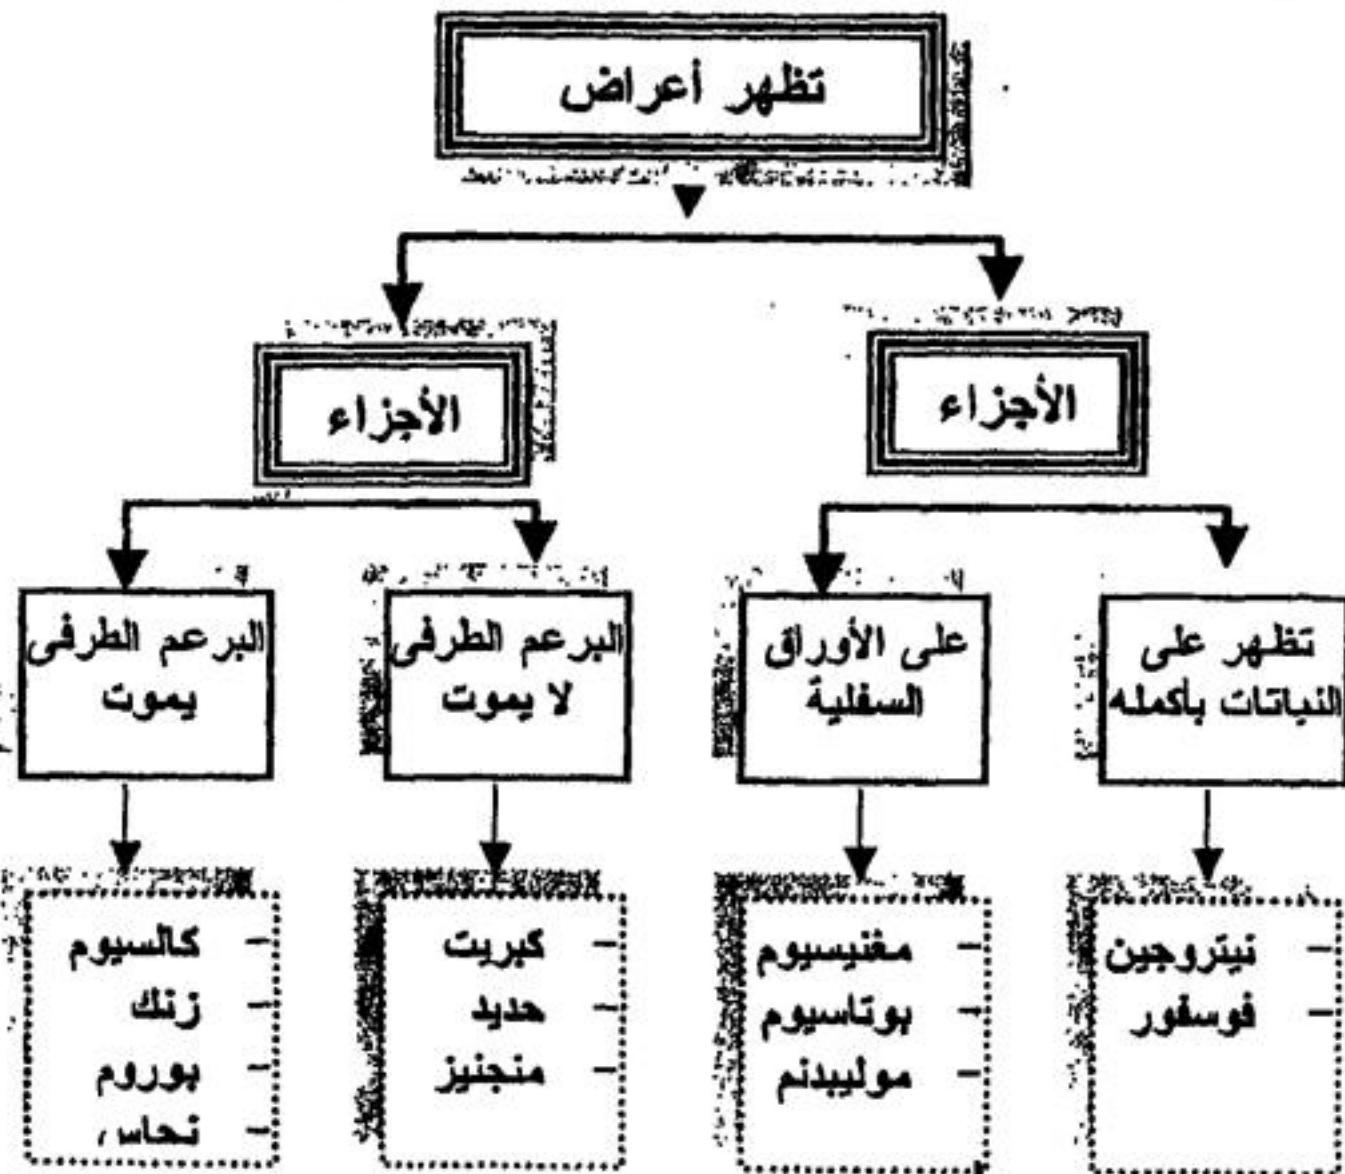 تظهر أعراض
الأجزاء
الأجزاء
تظهر على
النباتات بأكمله
على الأوراق
السفلية
البرعم الطرفى
لا يموت
البرعم الطرفى
يموت
- نيتروجين
- فوسفور
- مغنيسيوم
- بوتاسيوم
- موليبدنم
- كبريت
- حديد
- منجنيز
- كالسيوم
- زنك
- بوروم
- نحاس